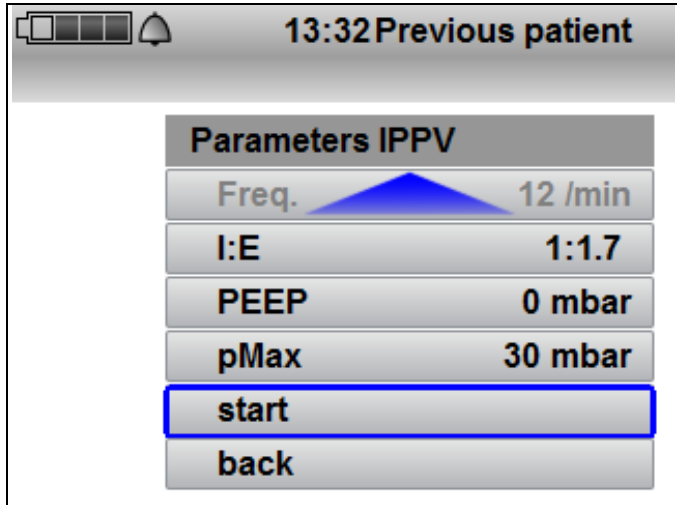 13:32 Previous patient
Parameters IPPV
Freq. 12 /min
I:E 1:1.7
PEEP 0 mbar
pMax 30 mbar
start
back